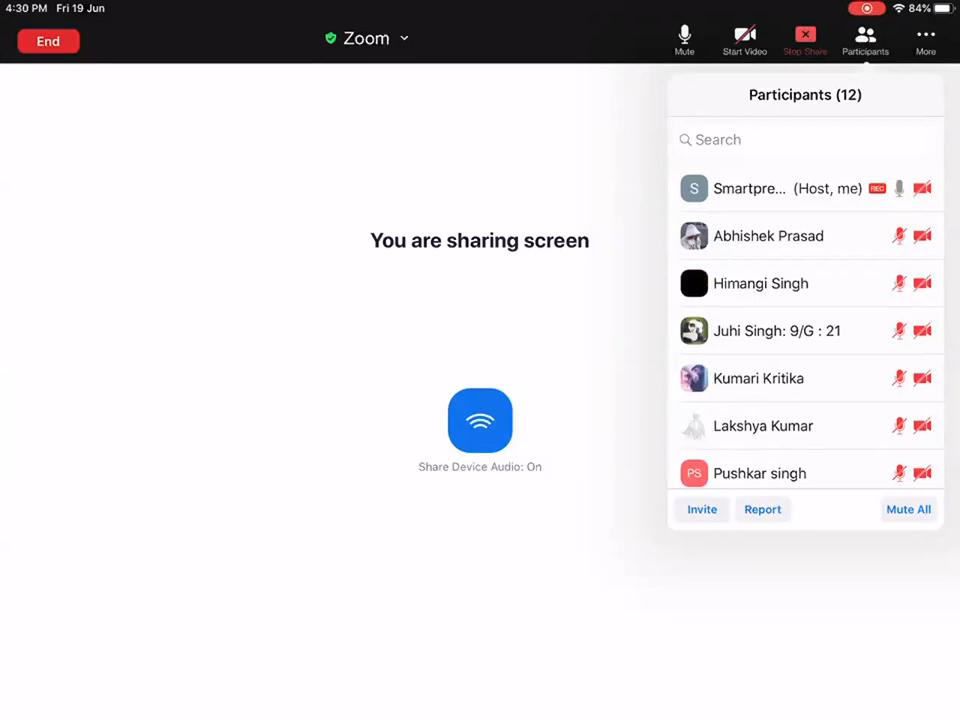 4:30 PM Fri 19 Jun
84%
End
Zoom
Mute
Start Video
Stop Share
Participants
More
Participants (12)
Search
S Smartpre... (Host, me) REC
Abhishek Prasad
Himangi Singh
Juhi Singh: 9/G : 21
Kumari Kritika
Lakshya Kumar
PS Pushkar singh
Invite Report Mute All
You are sharing screen
Share Device Audio: On